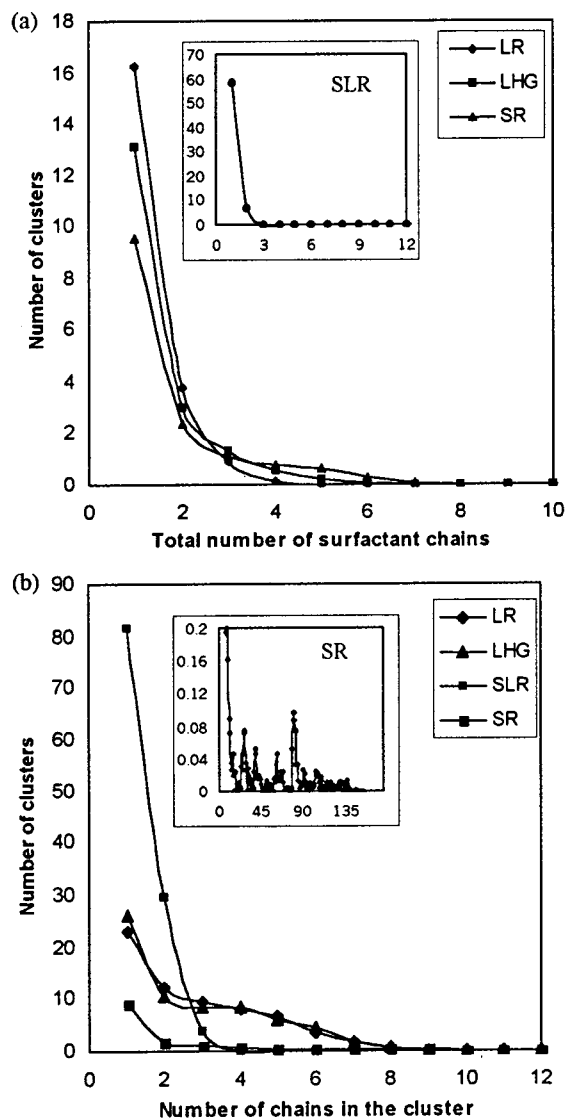 (a)
18
16
14
12
10
8
6
4
2
0
0 2 4 6 8 10
Number of clusters
Total number of surfactant chains
LR
LHG
SR
SLR
70
60
50
40
30
20
10
0
0 3 6 9 12
(b)
90
80
70
60
50
40
30
20
10
0
0 2 4 6 8 10 12
Number of clusters
Number of chains in the cluster
LR
LHG
SLR
SR
SR
0.2
0.16
0.12
0.08
0.04
0
0 45 90 135